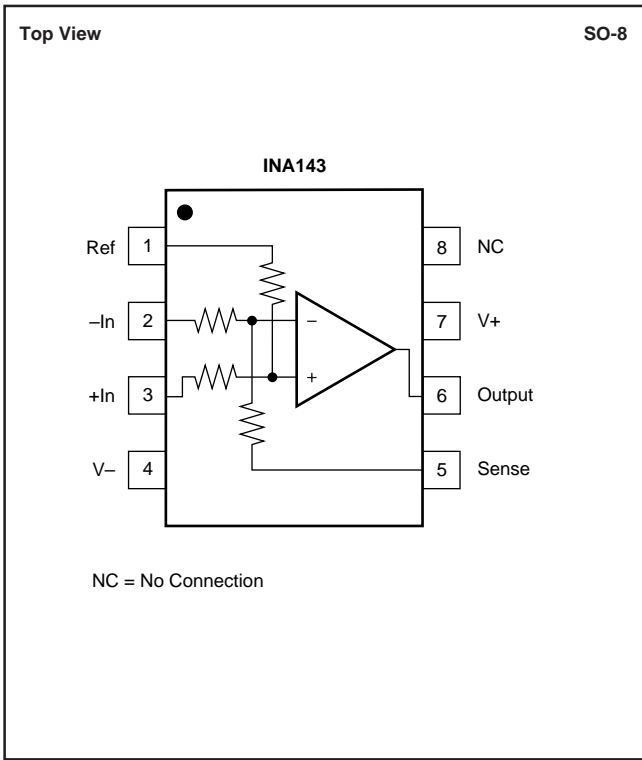 Top View
SO-8
INA143
Ref 1
8 NC
–In 2
–
7 V+
+In 3
+
6 Output
V– 4
5 Sense
NC = No Connection